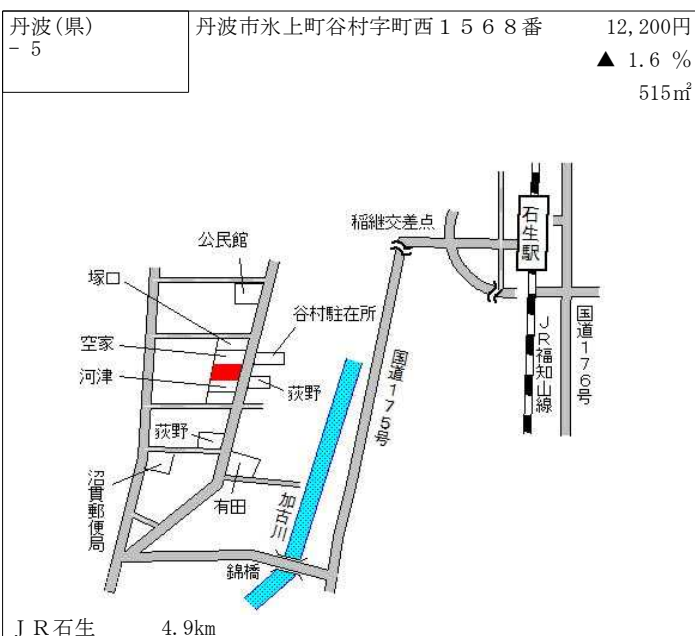 丹波(県)
- 5
丹波市氷上町谷村字町西1568番
12,200円
▲ 1.6 %
515㎡
稲継交差点
石生駅
公民館
塚口
谷村駐在所
空家
河津
荻野
国道175号
JR福知山線
国道176号
荻野
沼貫郵便局
有田
加古川
錦橋
JR石生 4.9km